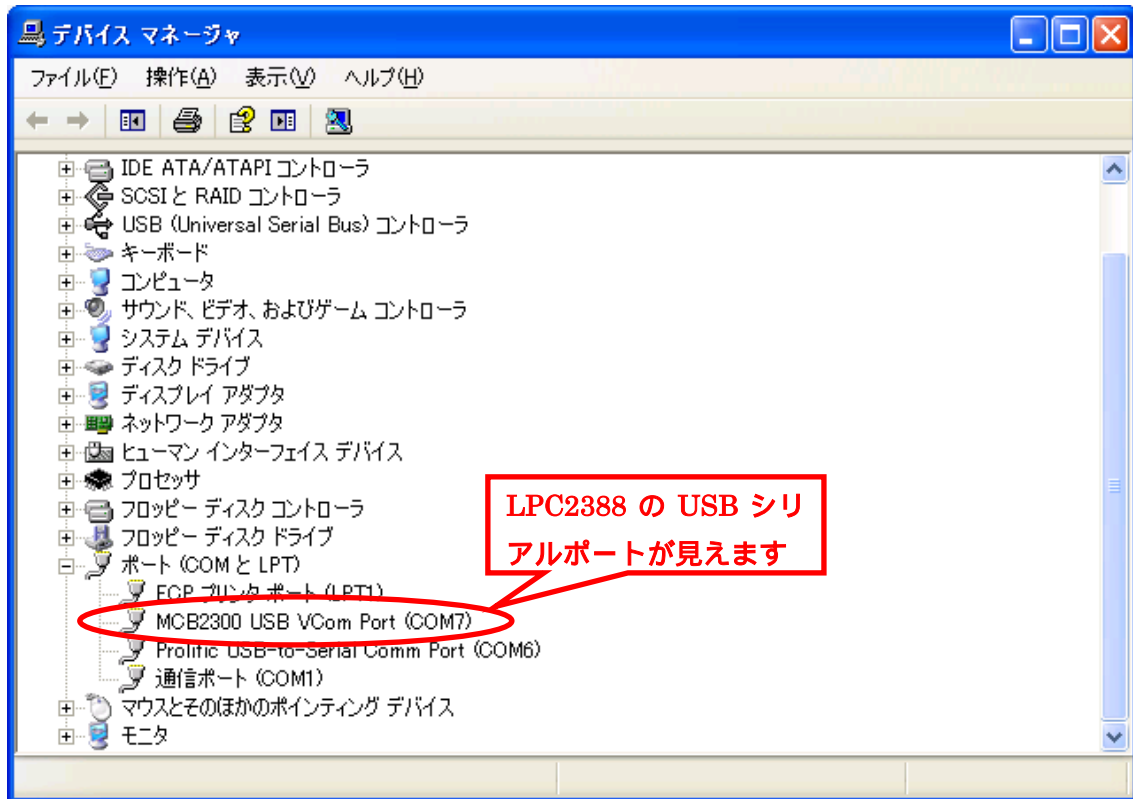 デバイス マネージャ
ファイル(F) 操作(A) 表示(V) ヘルプ(H)
IDE ATA/ATAPI コントローラ
SCSI と RAID コントローラ
USB (Universal Serial Bus) コントローラ
キーボード
コンピュータ
サウンド、ビデオ、およびゲーム コントローラ
システム デバイス
ディスク ドライブ
ディスプレイ アダプタ
ネットワーク アダプタ
ヒューマン インターフェイス デバイス
プロセッサ
フロッピー ディスク コントローラ
フロッピー ディスク ドライブ
ポート (COM と LPT)
ECP プリンタ ポート (LPT1)
MCB2300 USB VCom Port (COM7)
Prolific USB-to-Serial Comm Port (COM6)
通信ポート (COM1)
マウスとそのほかのポインティング デバイス
モニタ
LPC2388 の USB シリ
アルポートが見えます